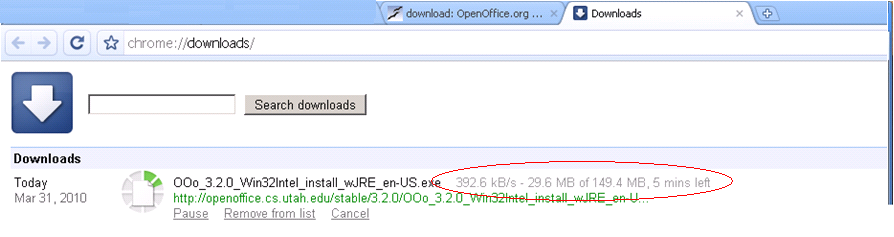 download: OpenOffice.org ... Downloads
chrome://downloads/
Search downloads
Downloads
Today OOo_3.2.0_Win32Intel_install_wJRE_en-US.exe 392.6 kB/s - 29.6 MB of 149.4 MB, 5 mins left
Mar 31, 2010 http://openoffice.cs.utah.edu/stable/3.2.0/OOo_3.2.0_Win32Intel_install_wJRE_en-U...
Pause Remove from list Cancel